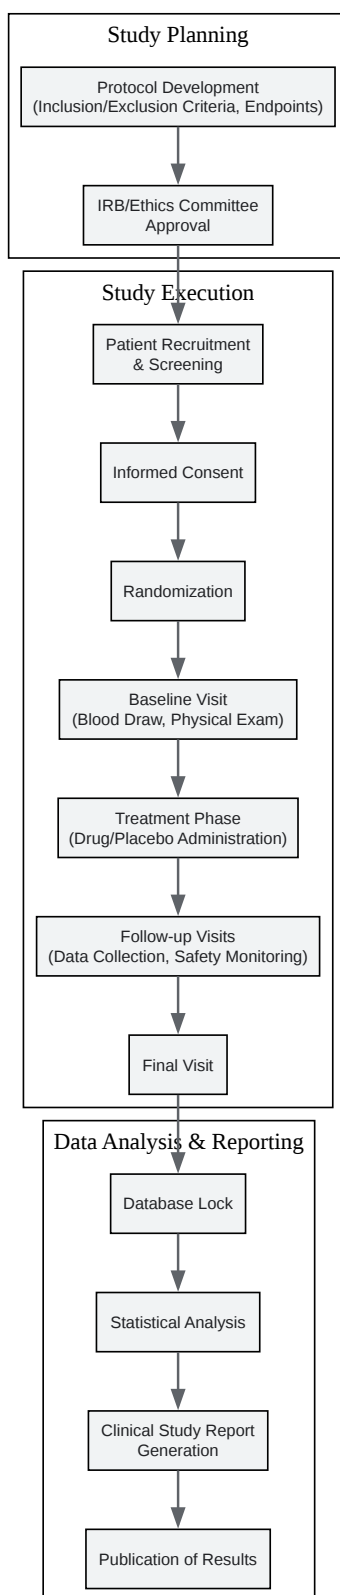 Study Planning
Protocol Development
(Inclusion/Exclusion Criteria, Endpoints)
IRB/Ethics Committee
Approval
Study Execution
Patient Recruitment
& Screening
Informed Consent
Randomization
Baseline Visit
(Blood Draw, Physical Exam)
Treatment Phase
(Drug/Placebo Administration)
Follow-up Visits
(Data Collection, Safety Monitoring)
Final Visit
Data Analysis & Reporting
Database Lock
Statistical Analysis
Clinical Study Report
Generation
Publication of Results